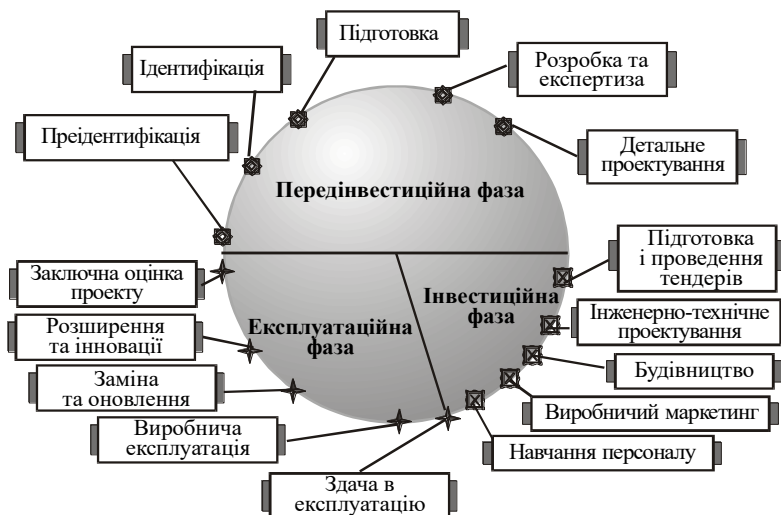 Підготовка
Розробка та
експертиза
Ідентифікація
Преідентифікація
Детальне
проектування
Передінвестиційна фаза
Підготовка
і проведення
тендерів
Заключна оцінка
проекту
Інвестиційна
фаза
Експлуатаційна
фаза
Розширення
та інновації
Інженерно-технічне
проектування
Будівництво
Заміна
та оновлення
Виробничий маркетинг
Виробнича
експлуатація
Навчання персоналу
Здача в
експлуатацію